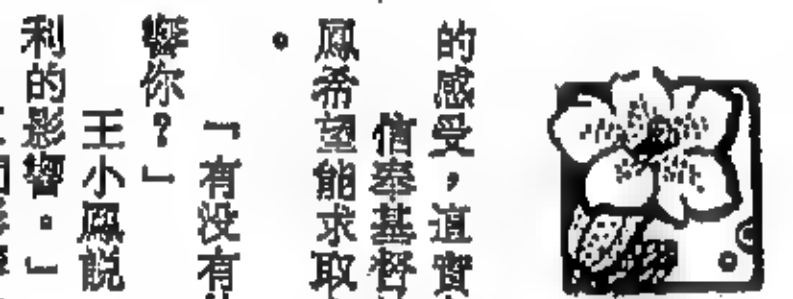 的感受，這實
信奉基督
鳳希望能求取
。
「有没有
響你？」
王小鳳說
利的影響。」